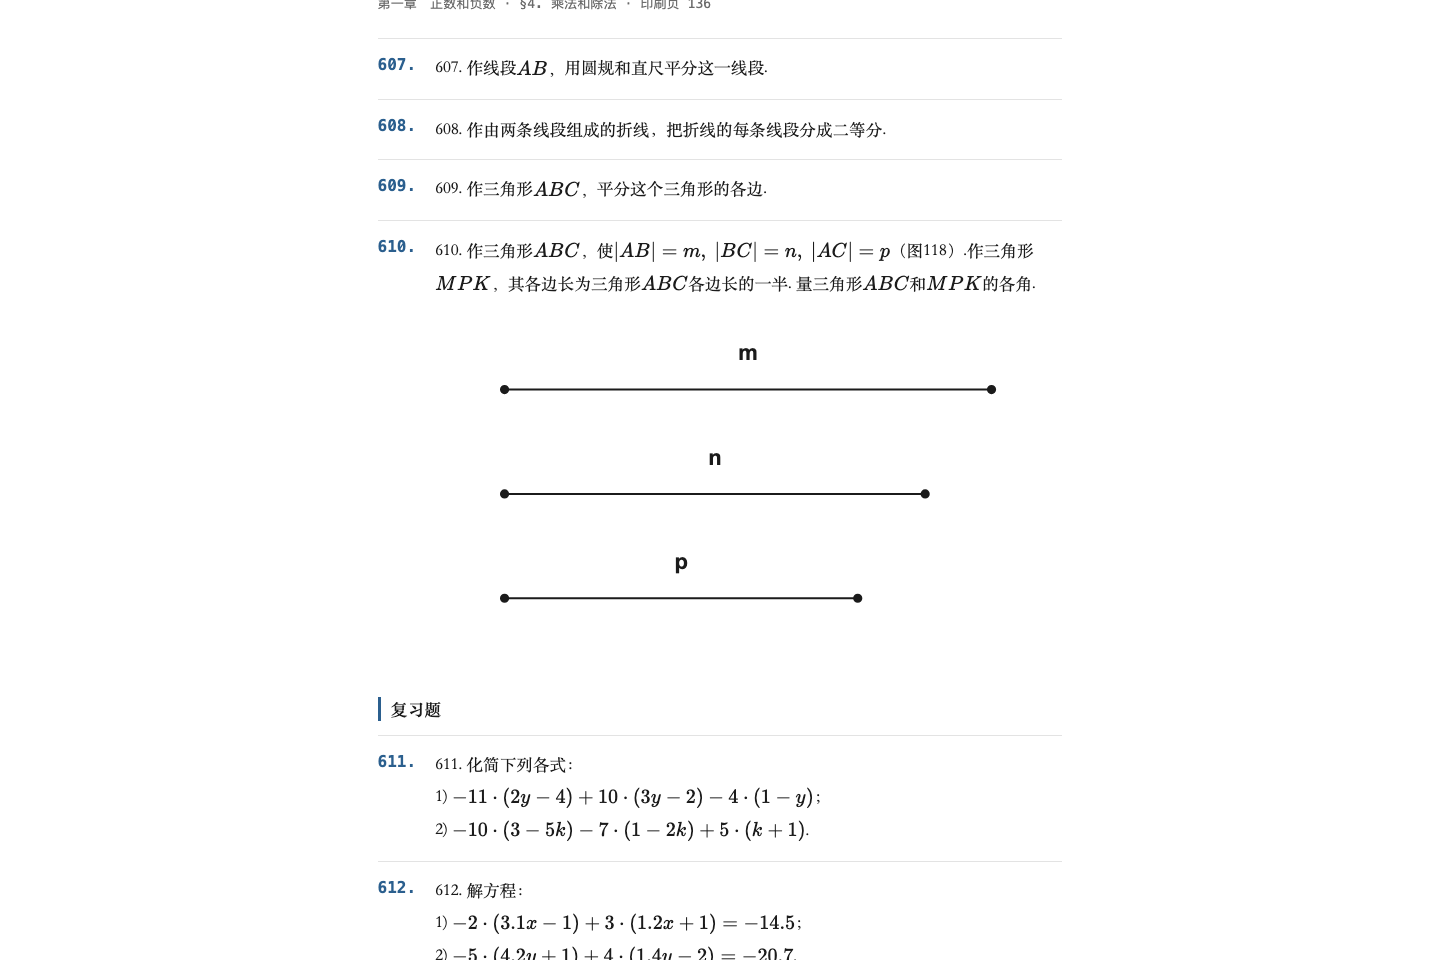 第一章 正数和负数 · §4. 乘法和除法 · 印刷页 136
607. 607. 作线段AB，用圆规和直尺平分这一线段.
608. 608. 作由两条线段组成的折线，把折线的每条线段分成二等分.
609. 609. 作三角形ABC，平分这个三角形的各边.
610. 610. 作三角形ABC，使|AB| = m, |BC| = n, |AC| = p（图118）.作三角形
MPK，其各边长为三角形ABC各边长的一半. 量三角形ABC和MPK的各角.
m
n
p
复习题
611. 611. 化简下列各式：
1) −11 · (2y − 4) + 10 · (3y − 2) − 4 · (1 − y)；
2) −10 · (3 − 5k) − 7 · (1 − 2k) + 5 · (k + 1).
612. 612. 解方程：
1) −2 · (3.1x − 1) + 3 · (1.2x + 1) = −14.5；
2) −5 · (4.2y + 1) + 4 · (1.4y − 2) = −20.7.